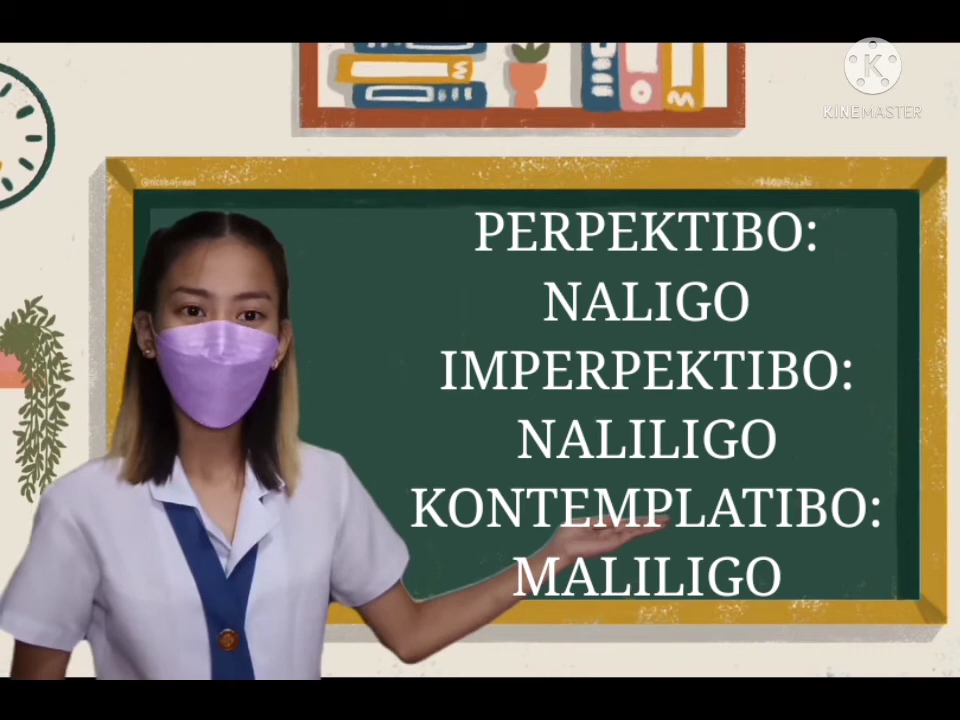 KINEMASTER
PERPEKTIBO:
NALIGO
IMPERPEKTIBO:
NALILIGO
KONTEMPLATIBO:
MALILIGO